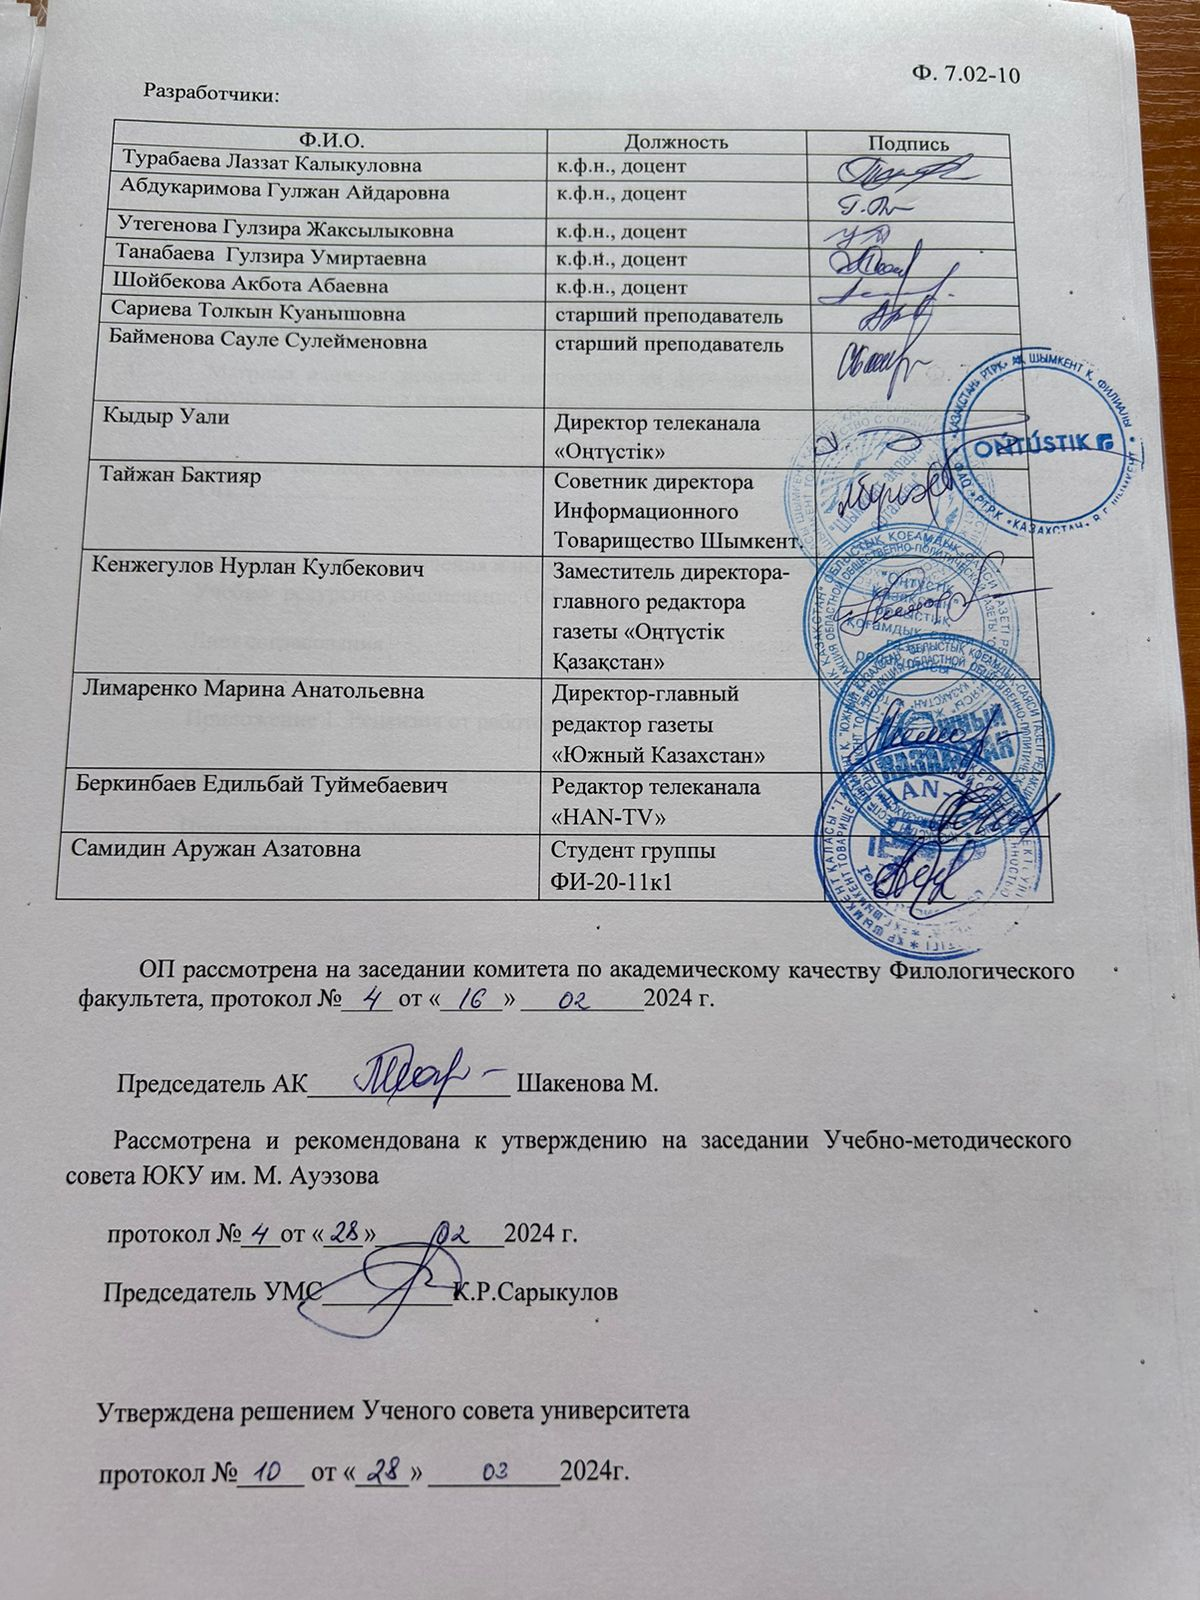 Ф. 7.02-10
Разработчики:
Ф.И.О. Должность Подпись
Турабаева Лаззат Калыкуловна к.ф.н., доцент
Абдукаримова Гулжан Айдаровна к.ф.н., доцент
Утегенова Гулзира Жаксылыковна к.ф.н., доцент
Танабаева Гулзира Умиртаевна к.ф.н., доцент
Шойбекова Акбота Абаевна к.ф.н., доцент
Сариева Толкын Куанышовна старший преподаватель
Байменова Сауле Сулейменовна старший преподаватель
Кыдыр Уали Директор телеканала
«Оңтүстік»
ONTÚSTIK
Тайжан Бактияр Советник директора
Информационного
Товарищество Шымкент
Кенжегулов Нурлан Кулбекович Заместитель директора-
главного редактора
газеты «Оңтүстік
Қазақстан»
Лимаренко Марина Анатольевна Директор-главный
редактор газеты
«Южный Казахстан»
Беркинбаев Едильбай Туймебаевич Редактор телеканала
«HAN-TV»
Самидин Аружан Азатовна Студент группы
ФИ-20-11к1
ОП рассмотрена на заседании комитета по академическому качеству Филологического
факультета, протокол № 4 от « 16 » 02 2024 г.
Председатель АК Шакенова М.
Рассмотрена и рекомендована к утверждению на заседании Учебно-методического
совета ЮКУ им. М. Ауэзова
протокол № 4 от « 28 » 02 2024 г.
Председатель УМС К.Р.Сарыкулов
Утверждена решением Ученого совета университета
протокол № 10 от « 28 » 03 2024г.